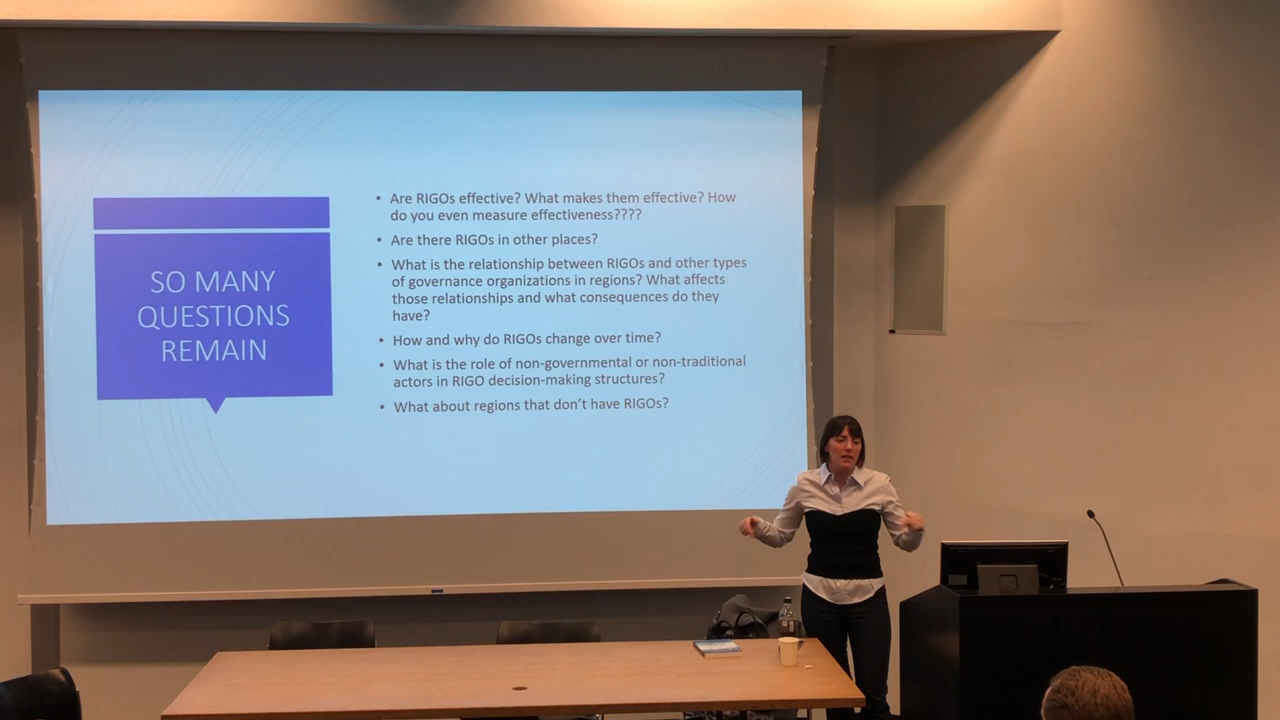 SO MANY
QUESTIONS
REMAIN
• Are RIGOs effective? What makes them effective? How
do you even measure effectiveness????
• Are there RIGOs in other places?
• What is the relationship between RIGOs and other types
of governance organizations in regions? What affects
those relationships and what consequences do they
have?
• How and why do RIGOs change over time?
• What is the role of non-governmental or non-traditional
actors in RIGO decision-making structures?
• What about regions that don't have RIGOs?